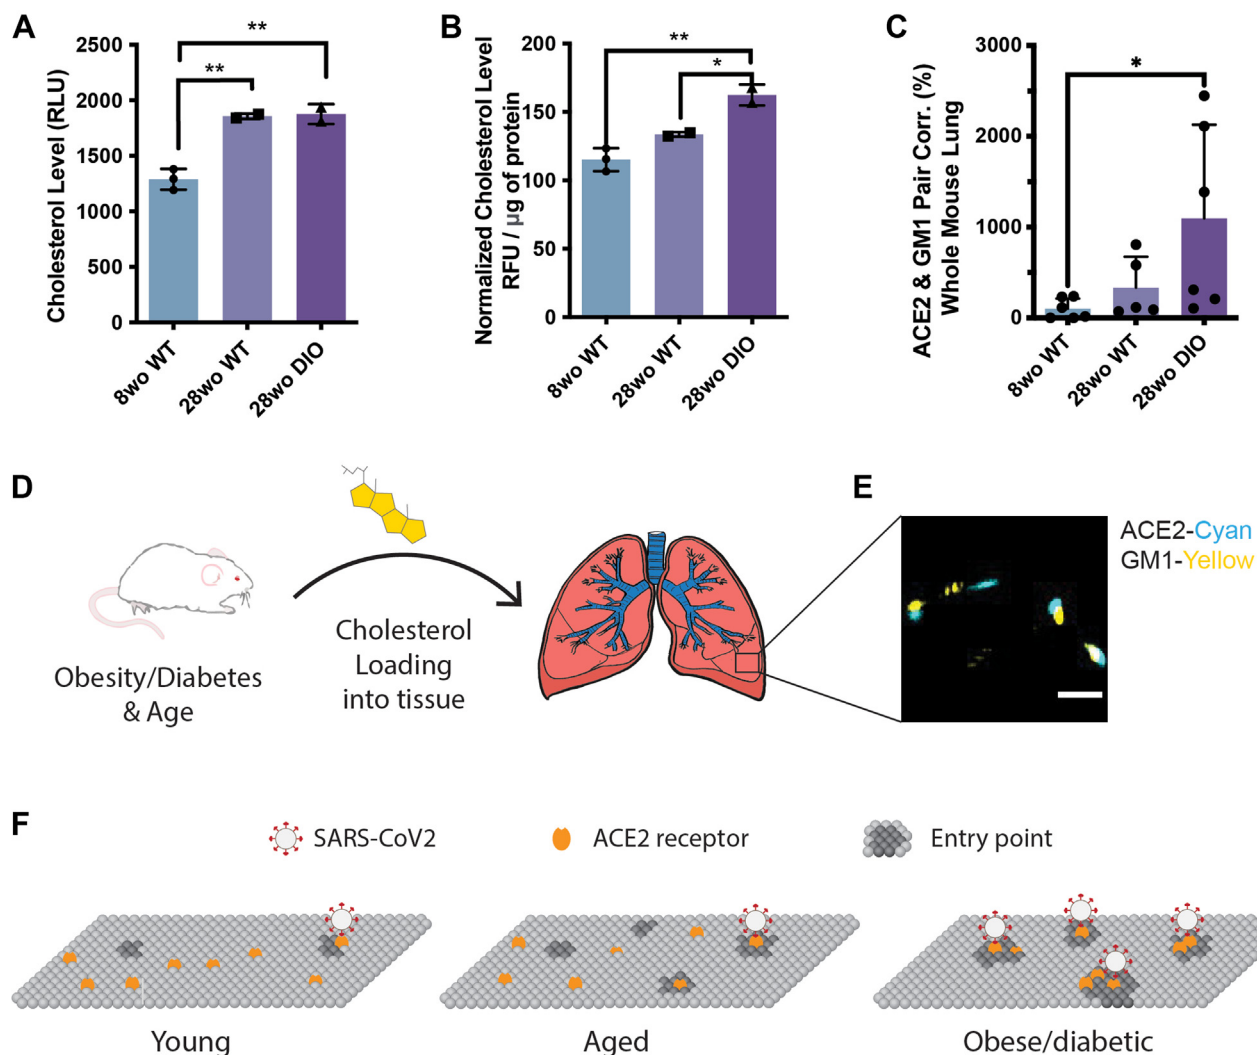 A
Cholesterol Level (RLU)
2500
2000
1500
1000
500
0
**
**
8wo WT
28wo WT
28wo DIO
B
Normalized Cholesterol Level
RFU / µg of protein
200
150
100
50
0
**
*
8wo WT
28wo WT
28wo DIO
C
ACE2 & GM1 Pair Corr. (%)
Whole Mouse Lung
3000
2000
1000
0
*
8wo WT
28wo WT
28wo DIO
D
Obesity/Diabetes
& Age
Cholesterol
Loading
into tissue
E
ACE2-Cyan
GM1-Yellow
F
SARS-CoV2
ACE2 receptor
Entry point
Young
Aged
Obese/diabetic